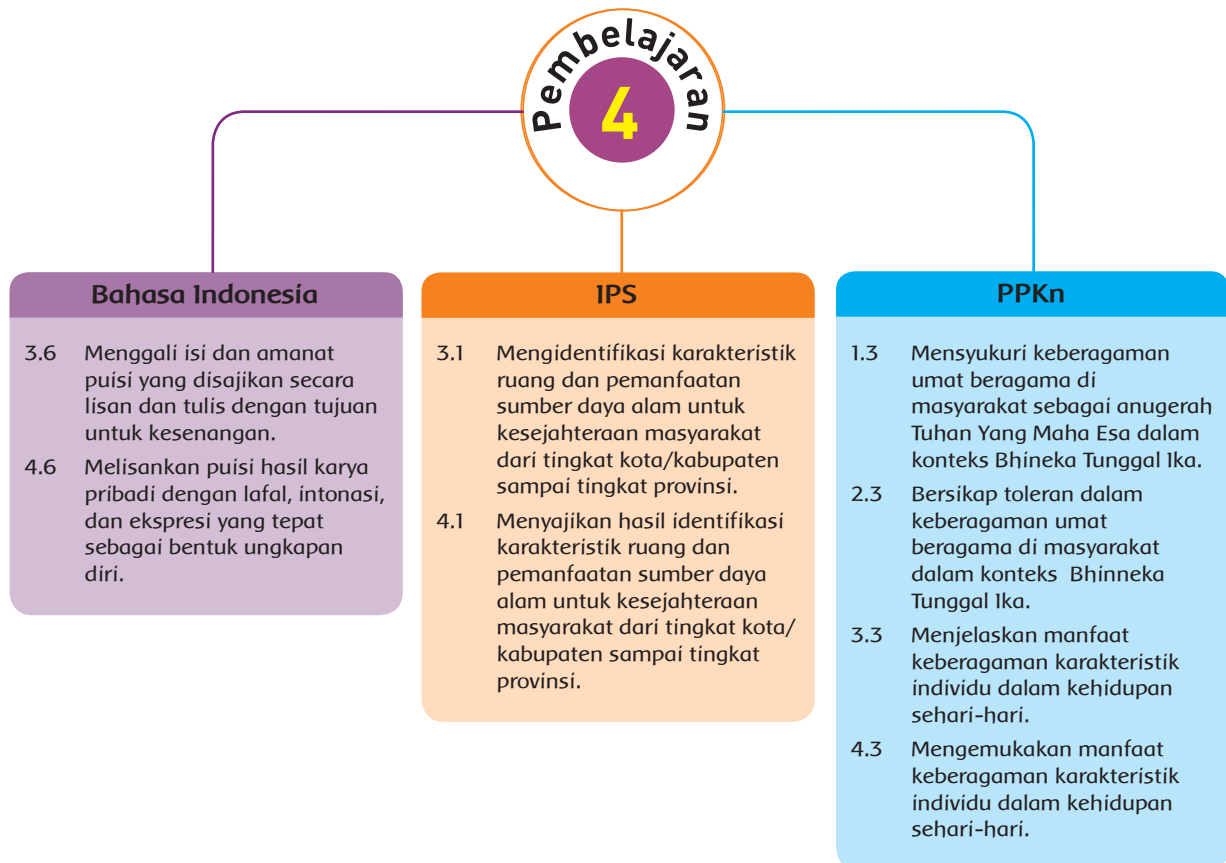 Pembelajaran
4
Bahasa Indonesia
3.6 Menggali isi dan amanat
puisi yang disajikan secara
lisan dan tulis dengan tujuan
untuk kesenangan.
4.6 Melisankan puisi hasil karya
pribadi dengan lafal, intonasi,
dan ekspresi yang tepat
sebagai bentuk ungkapan
diri.
IPS
3.1 Mengidentifikasi karakteristik
ruang dan pemanfaatan
sumber daya alam untuk
kesejahteraan masyarakat
dari tingkat kota/kabupaten
sampai tingkat provinsi.
4.1 Menyajikan hasil identifikasi
karakteristik ruang dan
pemanfaatan sumber daya
alam untuk kesejahteraan
masyarakat dari tingkat kota/
kabupaten sampai tingkat
provinsi.
PPKn
1.3 Mensyukuri keberagaman
umat beragama di
masyarakat sebagai anugerah
Tuhan Yang Maha Esa dalam
konteks Bhineka Tunggal Ika.
2.3 Bersikap toleran dalam
keberagaman umat
beragama di masyarakat
dalam konteks Bhinneka
Tunggal Ika.
3.3 Menjelaskan manfaat
keberagaman karakteristik
individu dalam kehidupan
sehari-hari.
4.3 Mengemukakan manfaat
keberagaman karakteristik
individu dalam kehidupan
sehari-hari.